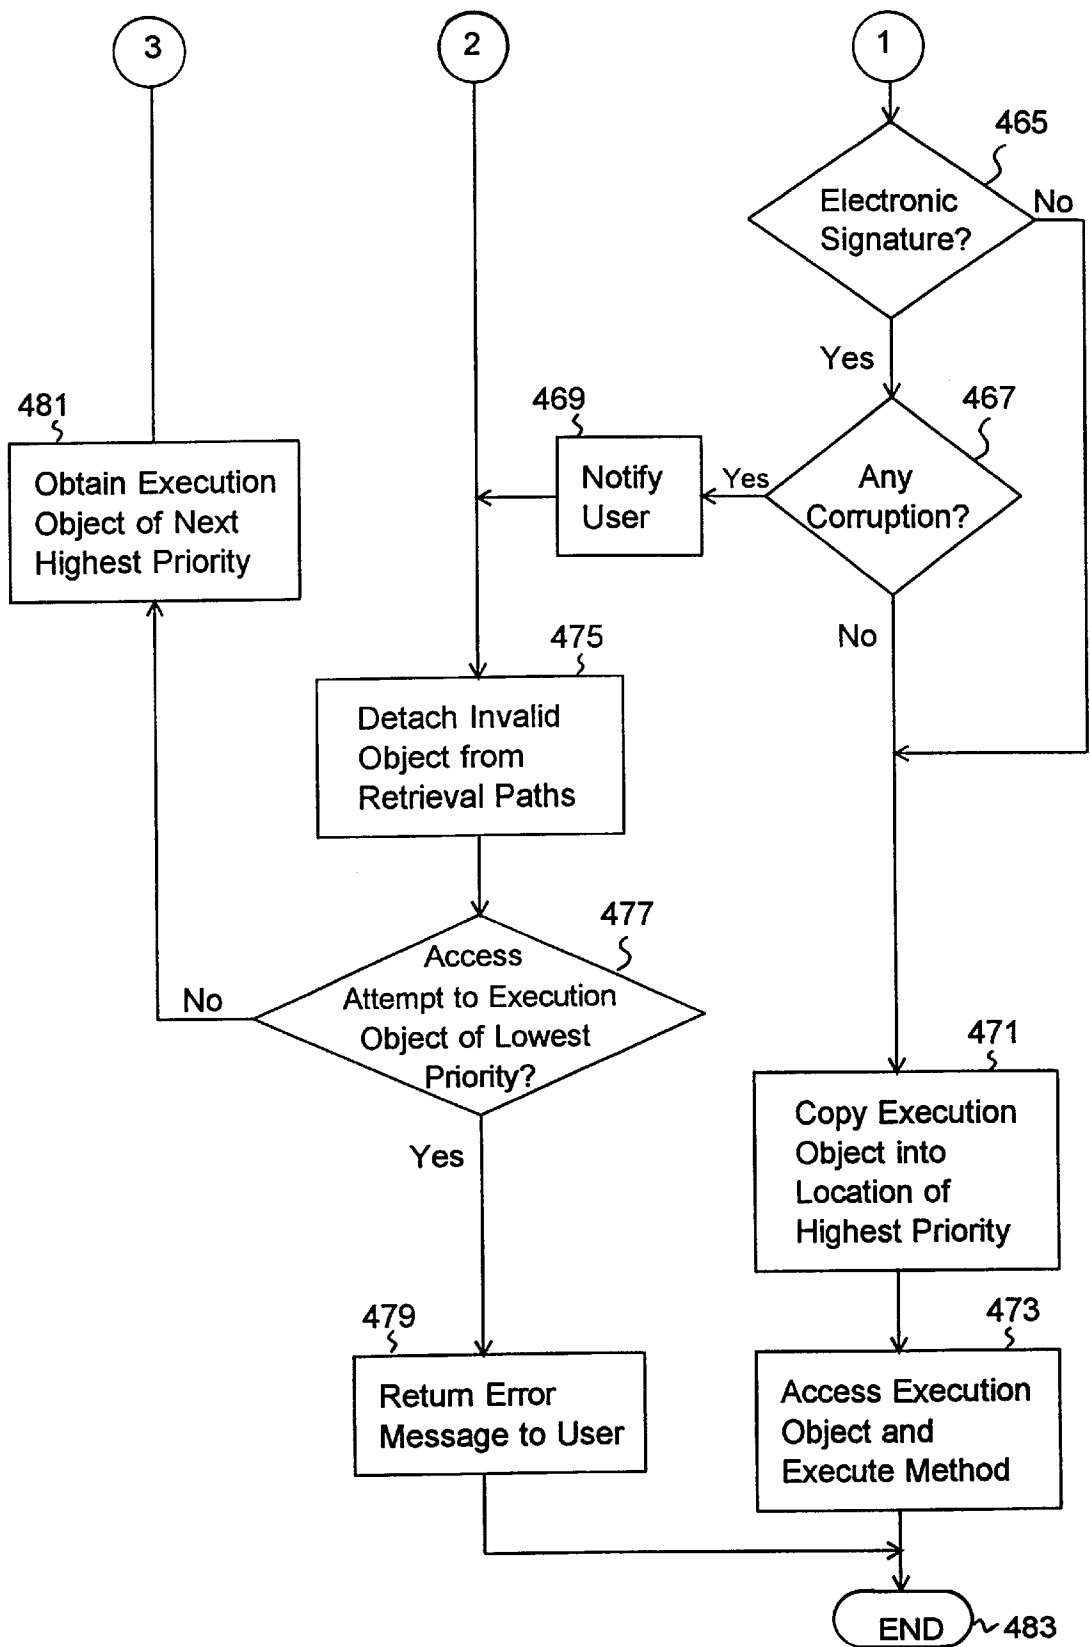 3
2
1
465
Electronic
Signature?
No
Yes
481
Obtain Execution
Object of Next
Highest Priority
469
Notify
User
Yes
467
Any
Corruption?
No
475
Detach Invalid
Object from
Retrieval Paths
477
Access
Attempt to Execution
Object of Lowest
Priority?
No
Yes
471
Copy Execution
Object into
Location of
Highest Priority
479
Return Error
Message to User
473
Access Execution
Object and
Execute Method
END
483